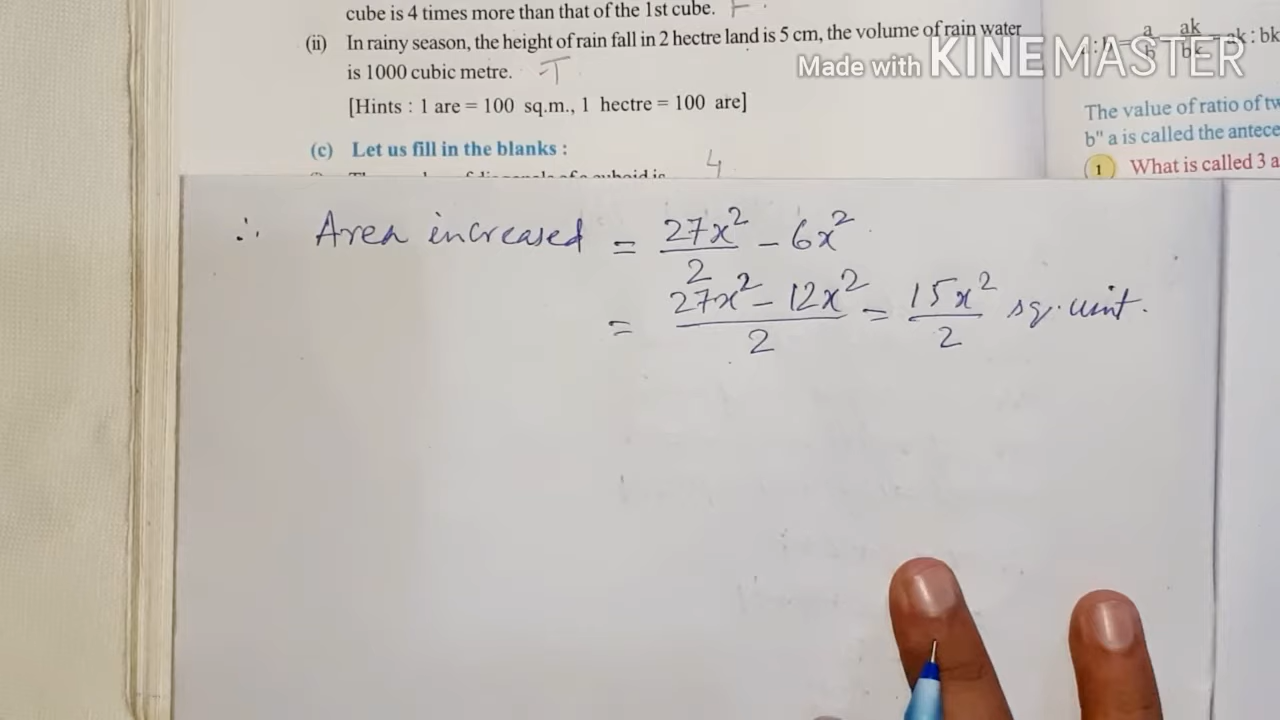 cube is 4 times more than that of the 1st cube. F.
(ii) In rainy season, the height of rain fall in 2 hectre land is 5 cm, the volume of rain water
is 1000 cubic metre. T
[Hints : 1 are = 100 sq.m., 1 hectre = 100 are]
(c) Let us fill in the blanks :
4
Made with KINEMASTER
a/b = ak/bk = ak : bk
The value of ratio of tw
b" a is called the antece
1 What is called 3 a
∴ Area increased = 27x²/2 - 6x²
= (27x² - 12x²)/2 = 15x²/2 sq. unit.